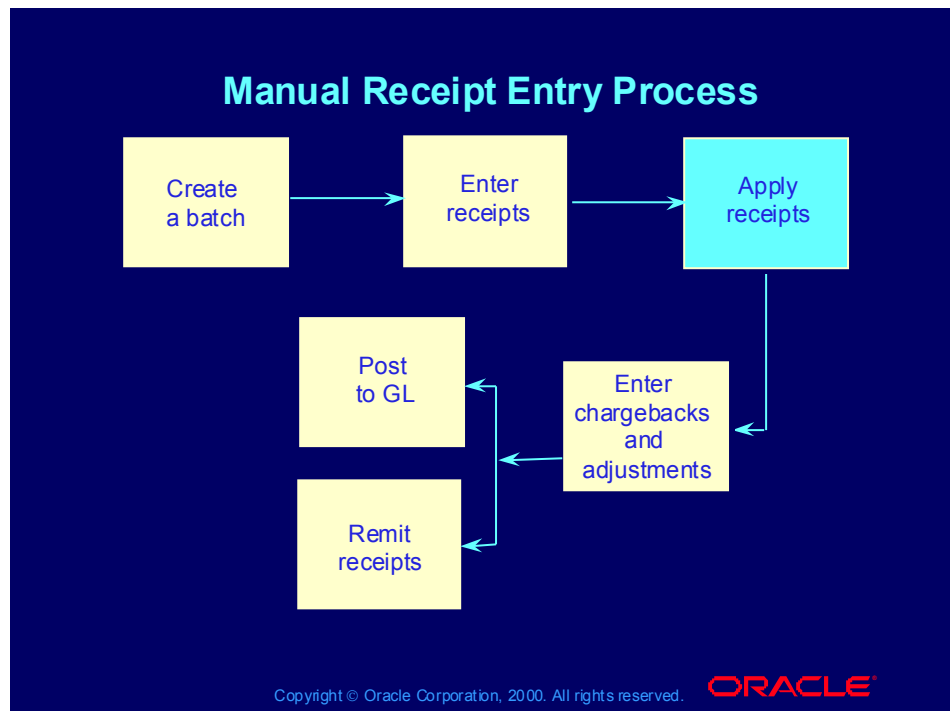 Manual Receipt Entry Process
Create
a batch
Enter
receipts
Apply
receipts
Post
to GL
Enter
chargebacks
and
adjustments
Remit
receipts
Copyright © Oracle Corporation, 2000. All rights reserved.
ORACLE®